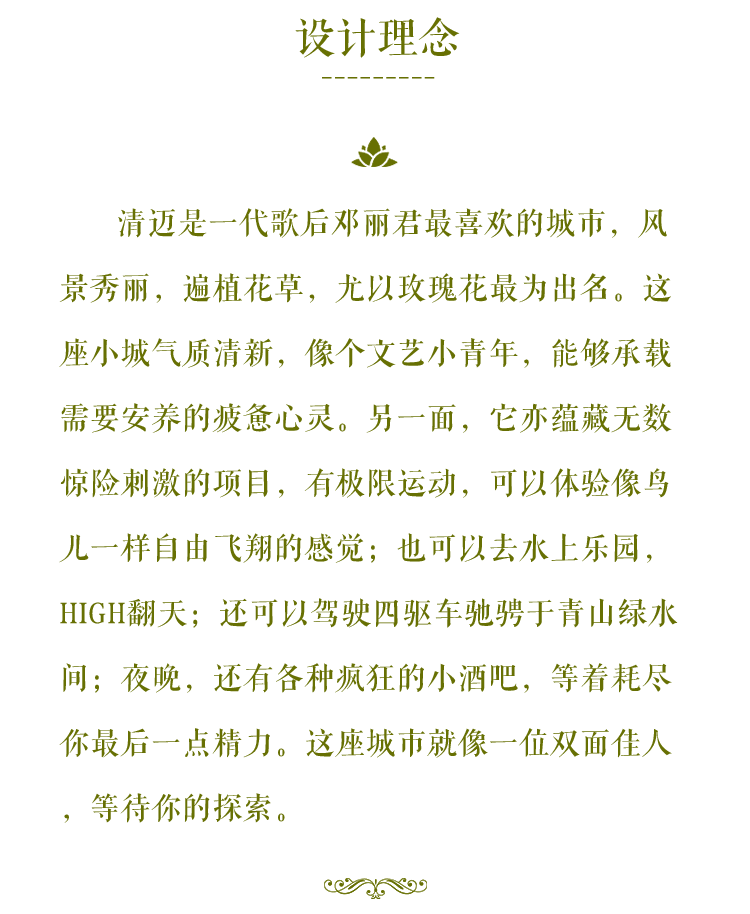 设计理念
清迈是一代歌后邓丽君最喜欢的城市，风
景秀丽，遍植花草，尤以玫瑰花最为出名。这
座小城气质清新，像个文艺小青年，能够承载
需要安养的疲惫心灵。另一面，它亦蕴藏无数
惊险刺激的项目，有极限运动，可以体验像鸟
儿一样自由飞翔的感觉；也可以去水上乐园，
HIGH翻天；还可以驾驶四驱车驰骋于青山绿水
间；夜晚，还有各种疯狂的小酒吧，等着耗尽
你最后一点精力。这座城市就像一位双面佳人
，等待你的探索。